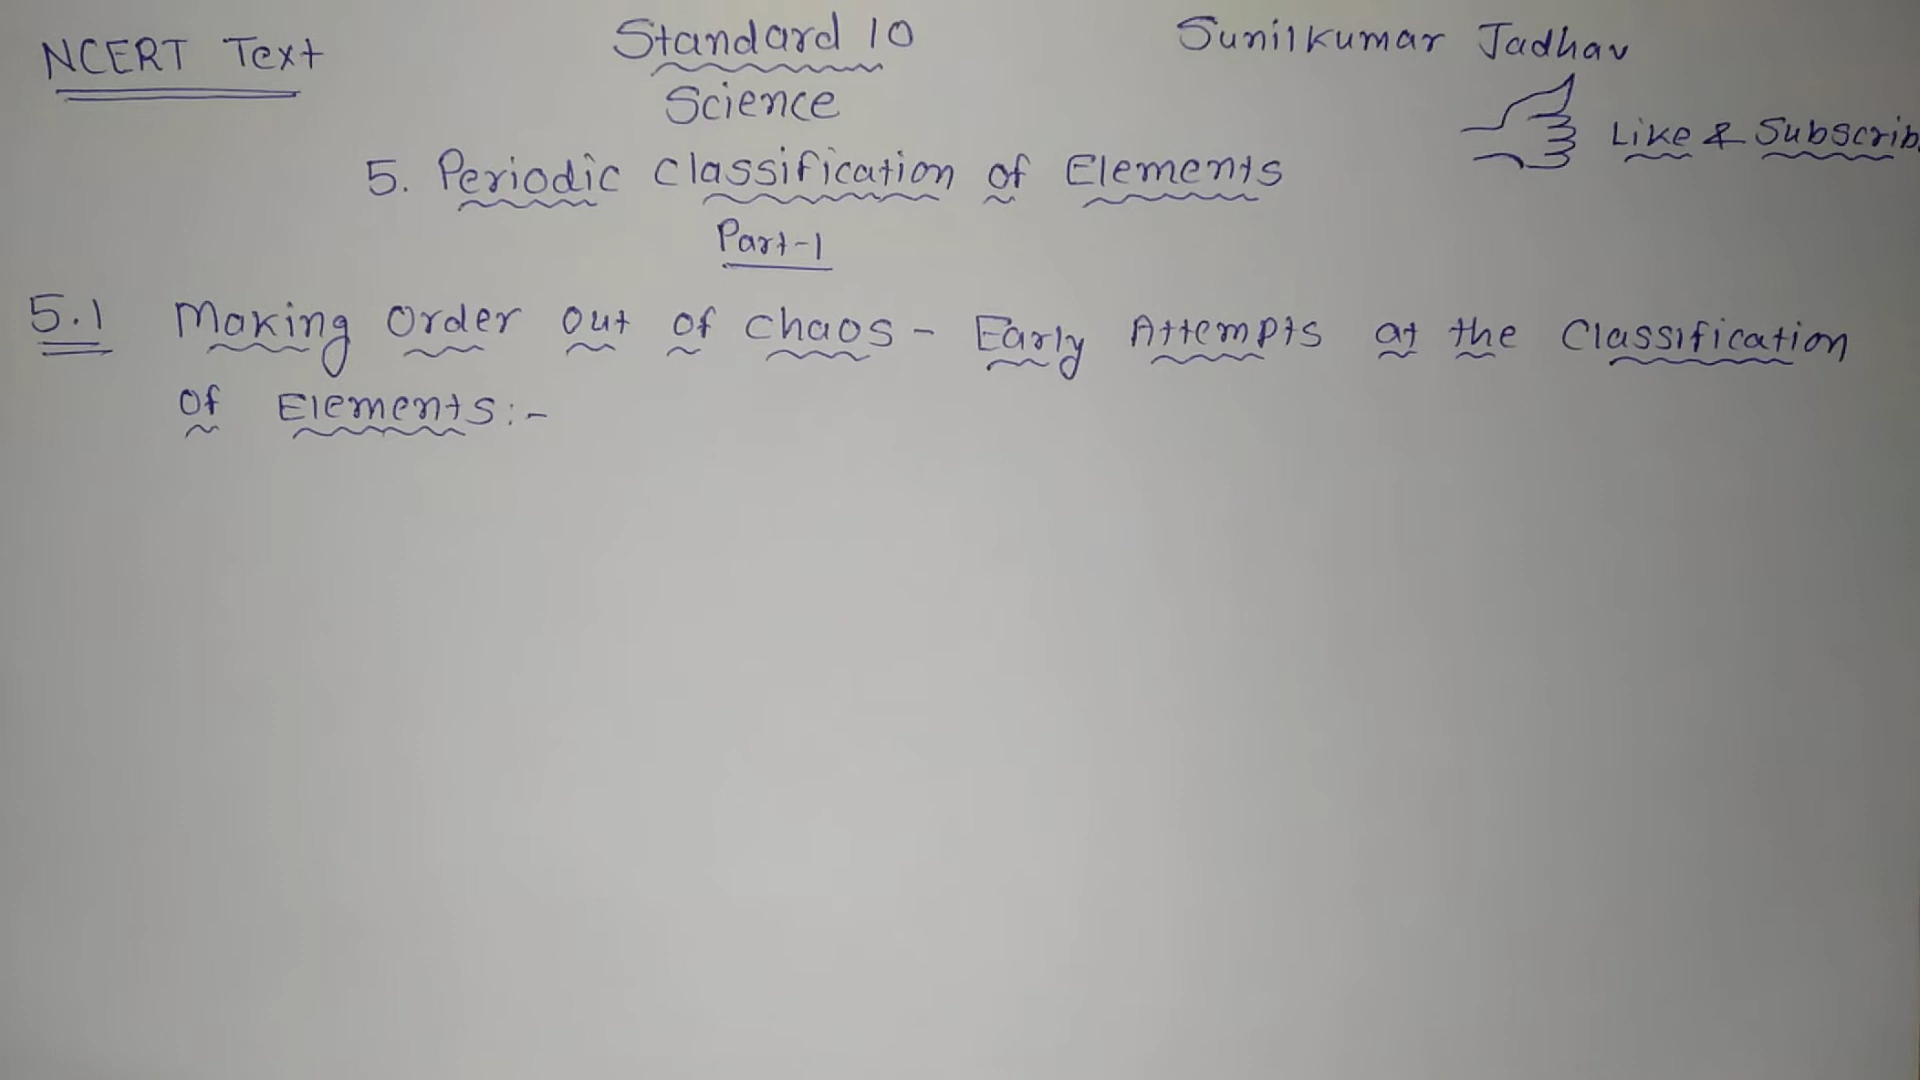 NCERT Text
Standard 10
Sunilkumar Jadhav
Science
Like & Subscrib
5. Periodic Classification of Elements
Part-1
5.1 Making Order out of Chaos - Early Attempts at the Classification
of Elements:-